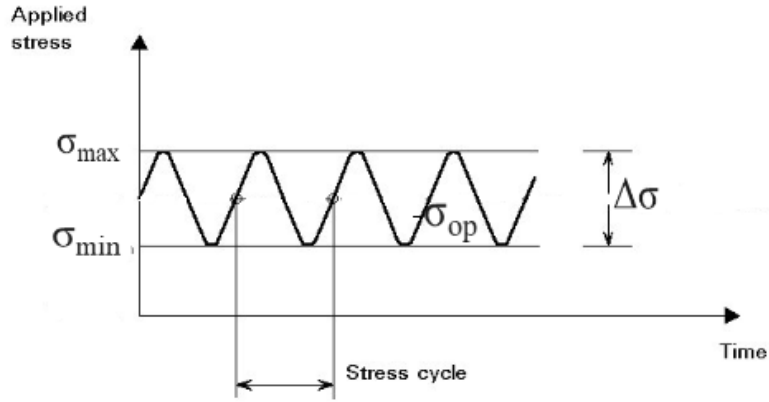 Applied
stress
σmax
σmin
σop
Δσ
Time
Stress cycle